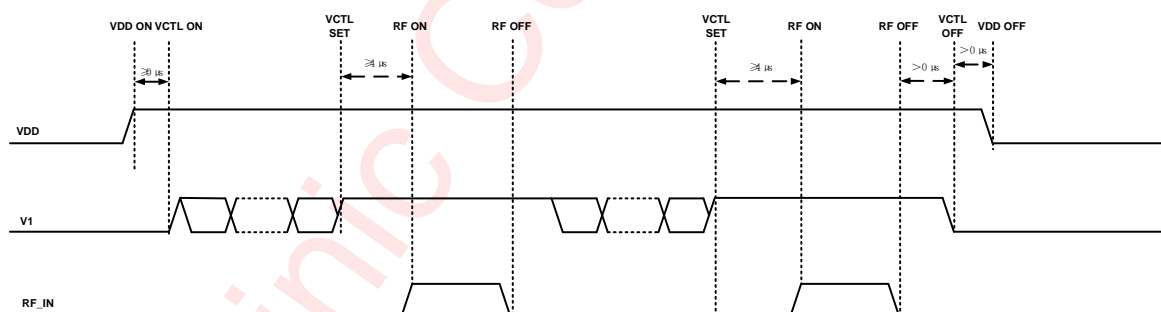 VDD ON VCTL ON VCTL SET RF ON RF OFF VCTL SET RF ON RF OFF VCTL OFF VDD OFF
≥0 μs ≥4 μs ≥4 μs >0 μs >0 μs
VDD
V1
RF_IN